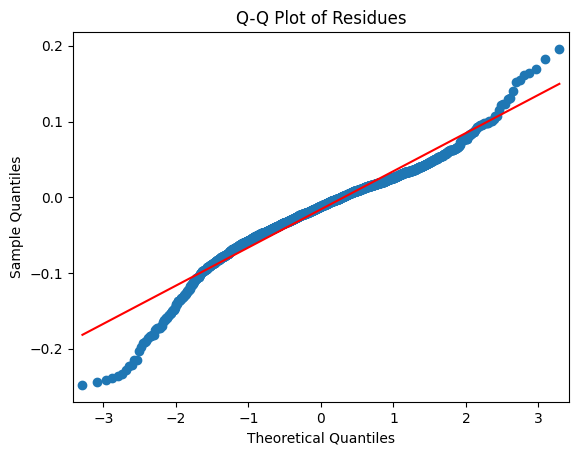 Q-Q Plot of Residues
0.2
0.1
0.0
−0.1
−0.2
Sample Quantiles
−3 −2 −1 0 1 2 3
Theoretical Quantiles